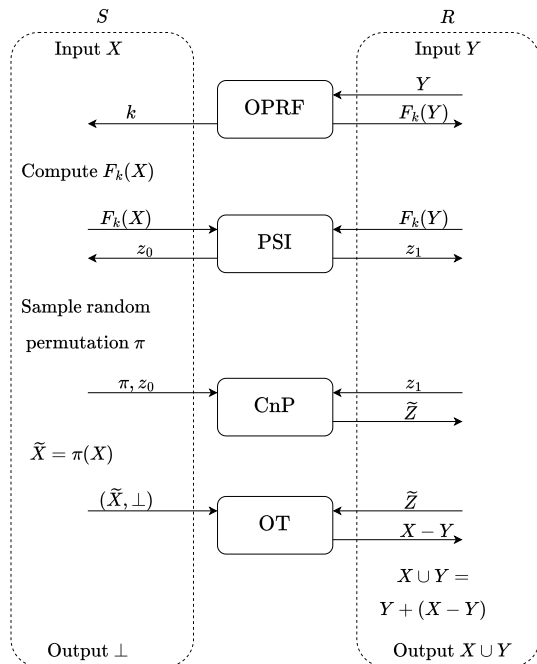 S R
Input X Input Y
Y
OPRF
k F_k(Y)
Compute F_k(X)
F_k(X) F_k(Y)
PSI
z_0 z_1
Sample random
permutation π
π, z_0 z_1
CnP
Z̃
X̃ = π(X)
(X̃, ⊥) Z̃
OT
X − Y
X ∪ Y =
Y + (X − Y)
Output ⊥ Output X ∪ Y